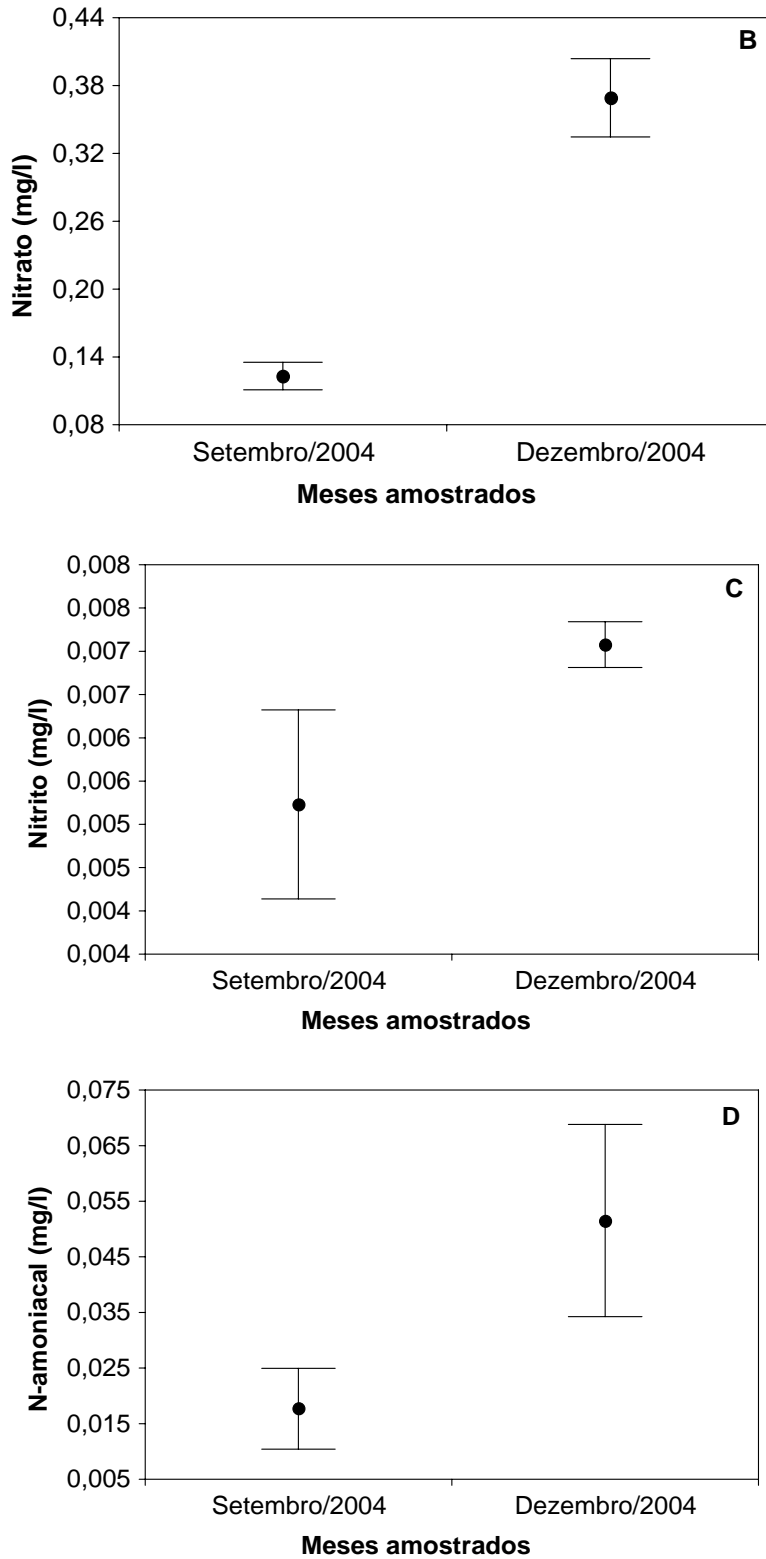 B
Nitrato (mg/l)
0,44
0,38
0,32
0,26
0,20
0,14
0,08
Setembro/2004 Dezembro/2004
Meses amostrados
C
Nitrito (mg/l)
0,008
0,008
0,007
0,007
0,006
0,006
0,005
0,005
0,004
0,004
Setembro/2004 Dezembro/2004
Meses amostrados
D
N-amoniacal (mg/l)
0,075
0,065
0,055
0,045
0,035
0,025
0,015
0,005
Setembro/2004 Dezembro/2004
Meses amostrados